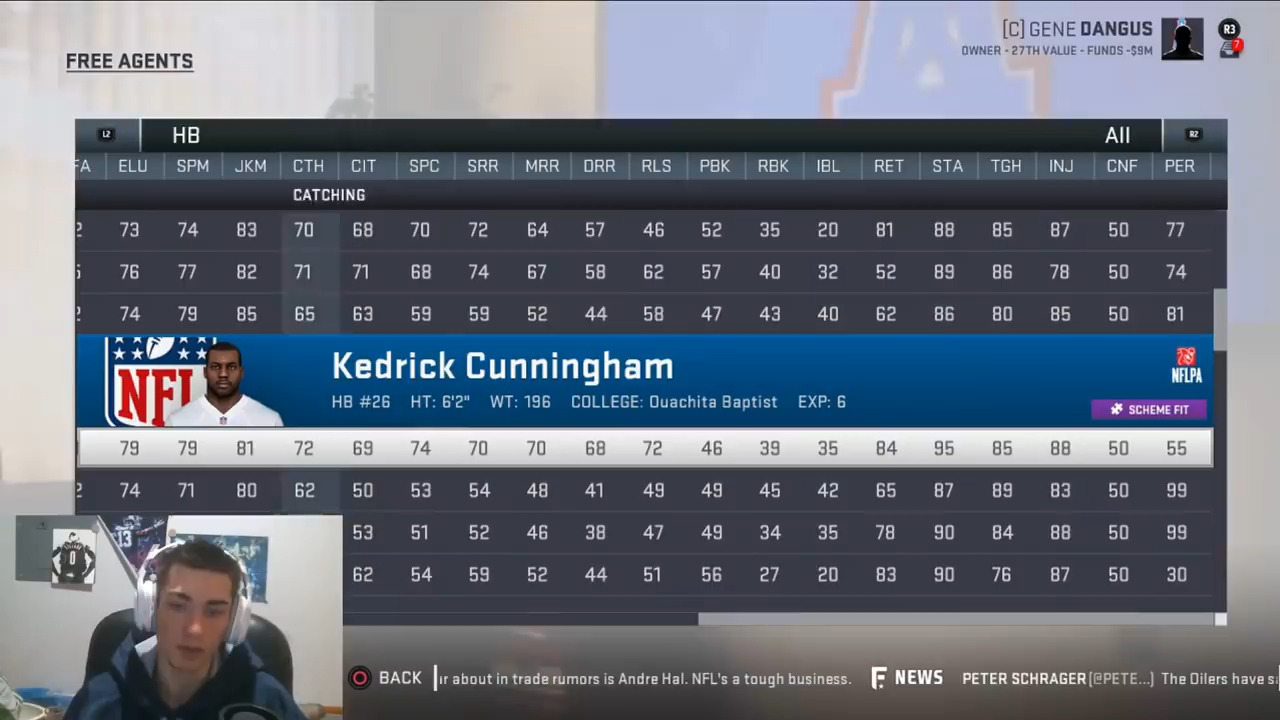 [C] GENE DANGUS
R3
FREE AGENTS
OWNER - 27TH VALUE - FUNDS -$9M
7
L2 HB All R2
FA ELU SPM JKM CTH CIT SPC SRR MRR DRR RLS PBK RBK IBL RET STA TGH INJ CNF PER
CATCHING
2 73 74 83 70 68 70 72 64 57 46 52 35 20 81 88 85 87 50 77
76 77 82 71 71 68 74 67 58 62 57 40 32 52 89 86 78 50 74
2 74 79 85 65 63 59 59 52 44 58 47 43 40 62 86 80 85 50 81
NFL
Kedrick Cunningham
NFLPA
HB #26 HT: 6'2" WT: 196 COLLEGE: Ouachita Baptist EXP: 6
SCHEME FIT
79 79 81 72 69 74 70 70 68 72 46 39 35 84 95 85 88 50 55
2 74 71 80 62 50 53 54 48 41 49 49 45 42 65 87 89 83 50 99
53 51 52 46 38 47 49 34 35 78 90 84 88 50 99
62 54 59 52 44 51 56 27 20 83 90 76 87 50 30
13
0
BACK ur about in trade rumors is Andre Hal. NFL's a tough business. NEWS PETER SCHRAGER (@PETE...) The Oilers have s